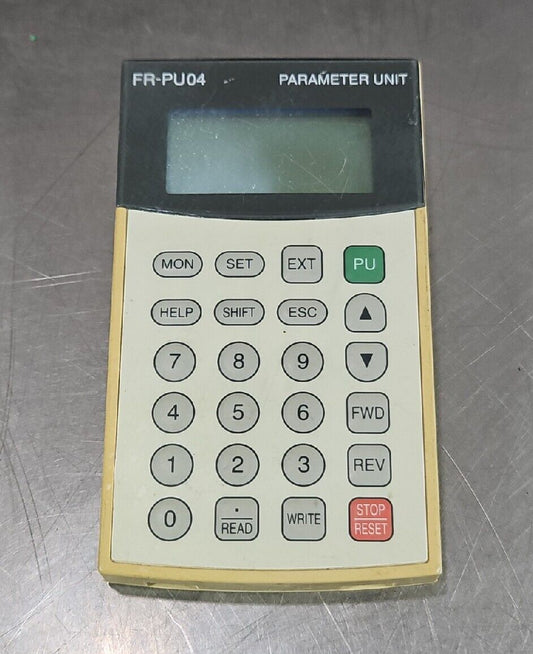 FR-PU04 PARAMETER UNIT
MON SET EXT PU
HELP SHIFT ESC ▲
7 8 9 ▼
4 5 6 FWD
1 2 3 REV
0 . WRITE STOP
READ RESET